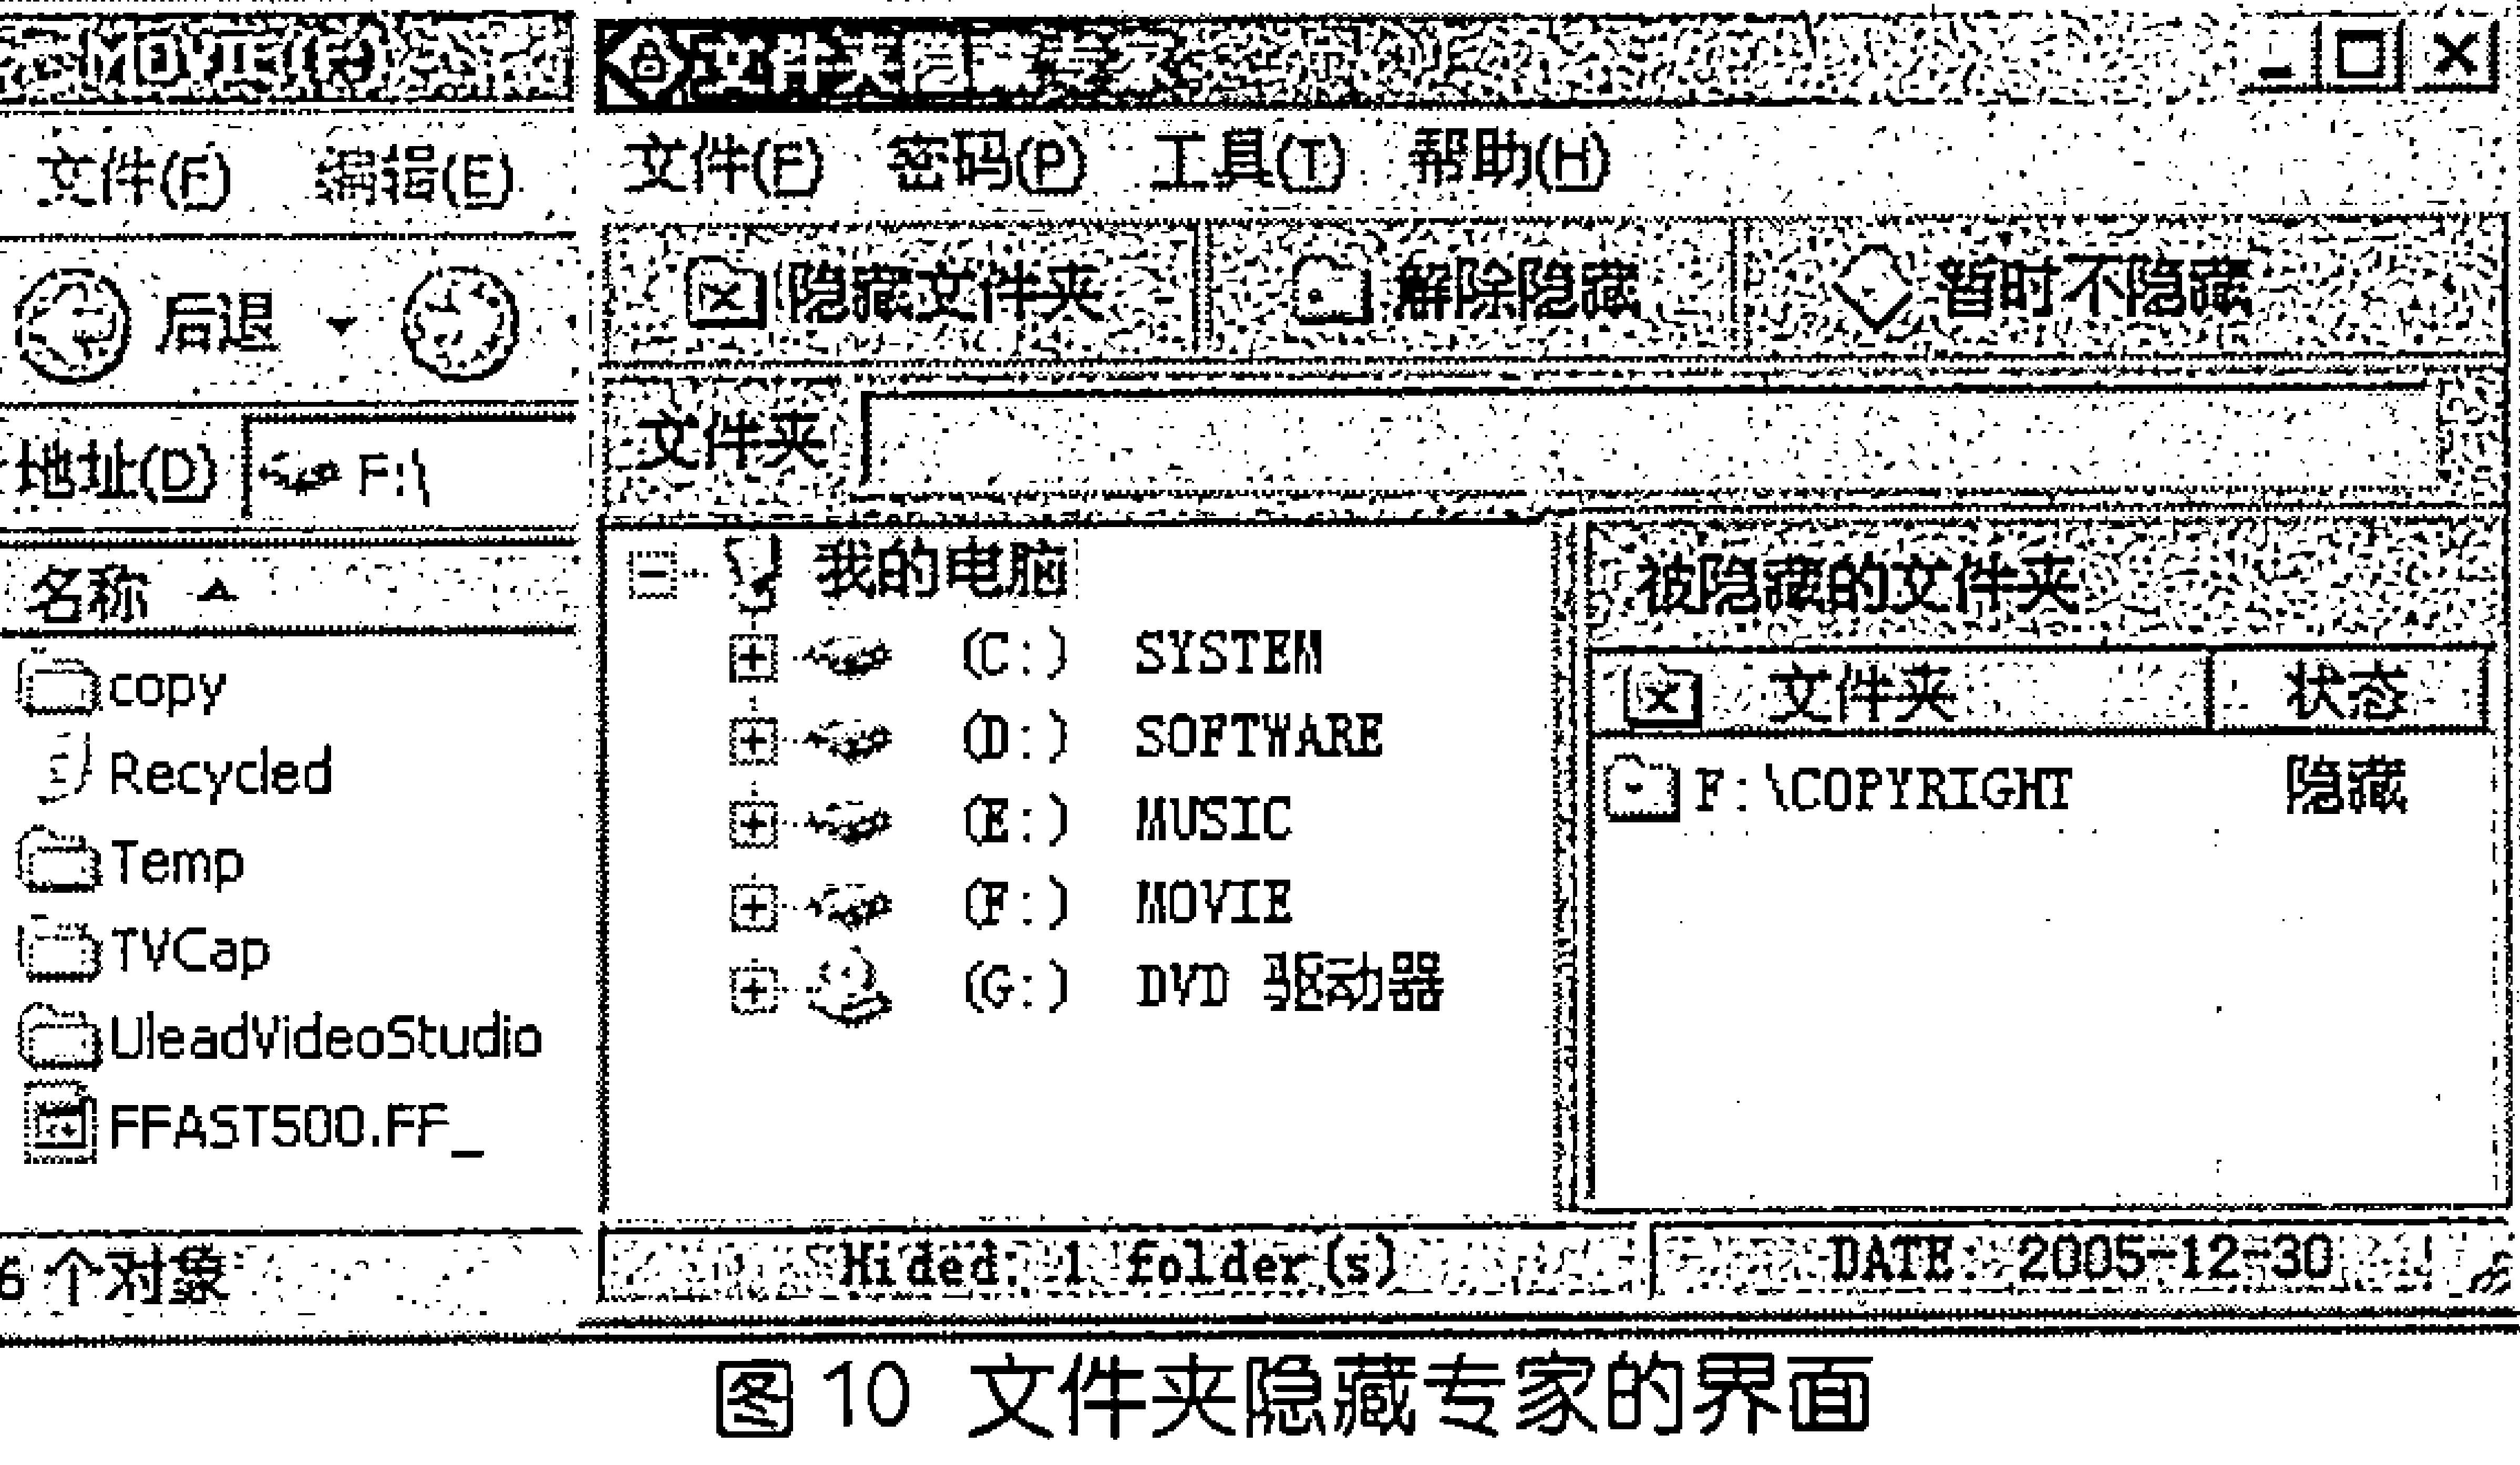 MOVIE(F:)
文件(F) 编辑(E)
后退
地址(D) F:\
名称
copy
Recycled
Temp
TVCap
UleadVideoStudio
FFAST500.FF_
6 个对象
文件夹隐藏专家
文件(F) 密码(P) 工具(T) 帮助(H)
隐藏文件夹 解除隐藏 暂时不隐藏
文件夹
我的电脑
(C:) SYSTEM
(D:) SOFTWARE
(E:) MUSIC
(F:) MOVIE
(G:) DVD 驱动器
被隐藏的文件夹
文件夹 状态
F:\COPYRIGHT 隐藏
Hided: 1 folder(s) DATE: 2005-12-30
图 10 文件夹隐藏专家的界面